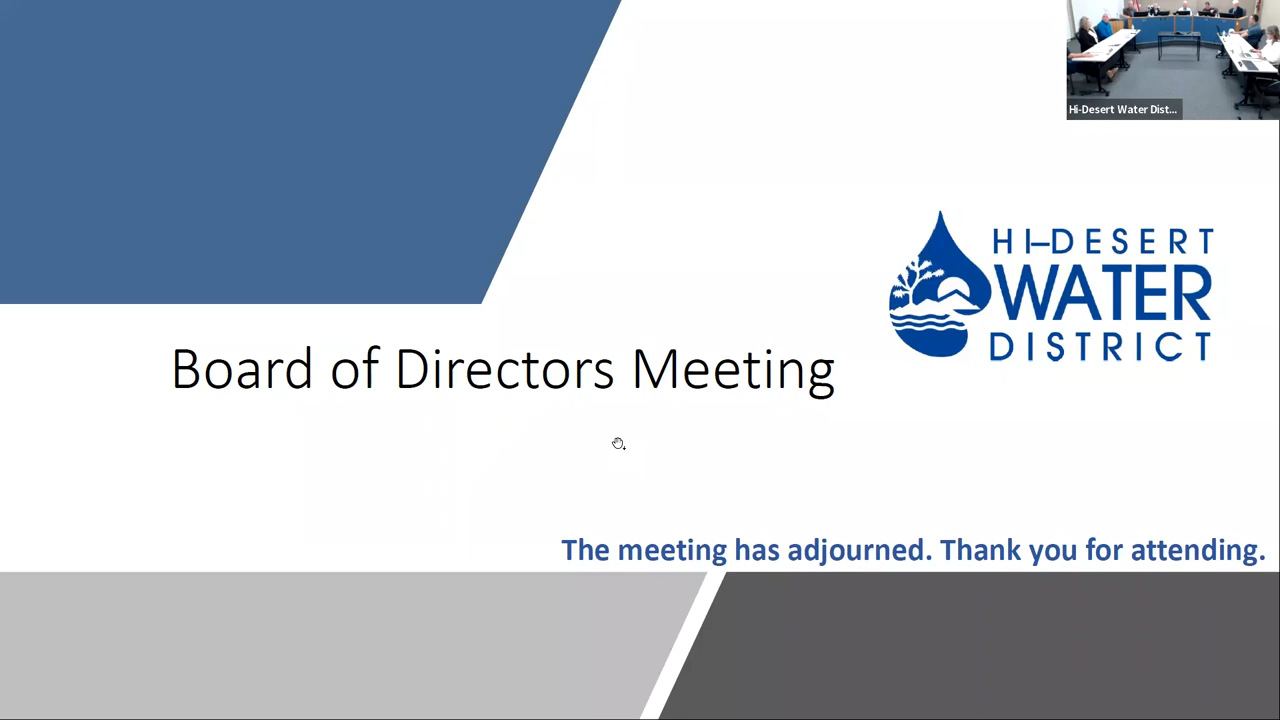 Hi-Desert Water Dist...
HI-DESERT
WATER
DISTRICT
Board of Directors Meeting
The meeting has adjourned. Thank you for attending.